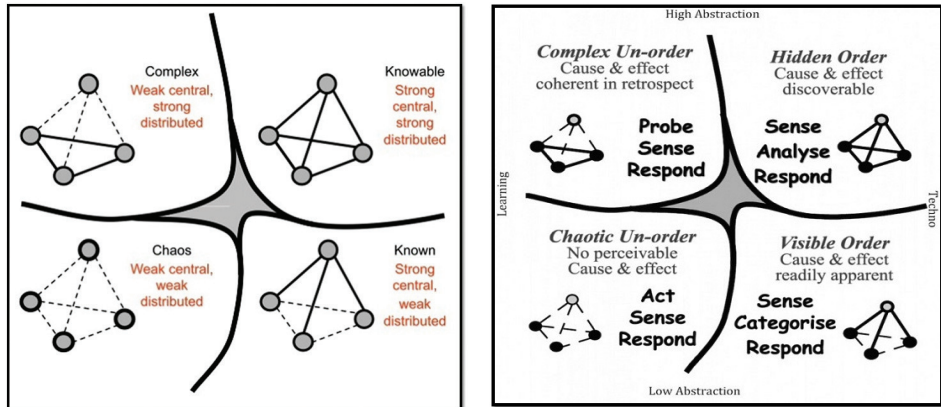 Complex
Weak central,
strong
distributed
Knowable
Strong
central,
strong
distributed
Chaos
Weak central,
weak
distributed
Known
Strong
central,
weak
distributed
High Abstraction
Complex Un-order
Cause & effect
coherent in retrospect
Probe
Sense
Respond
Hidden Order
Cause & effect
discoverable
Sense
Analyse
Respond
Learning
Techno
Chaotic Un-order
No perceivable
Cause & effect
Act
Sense
Respond
Visible Order
Cause & effect
readily apparent
Sense
Categorise
Respond
Low Abstraction